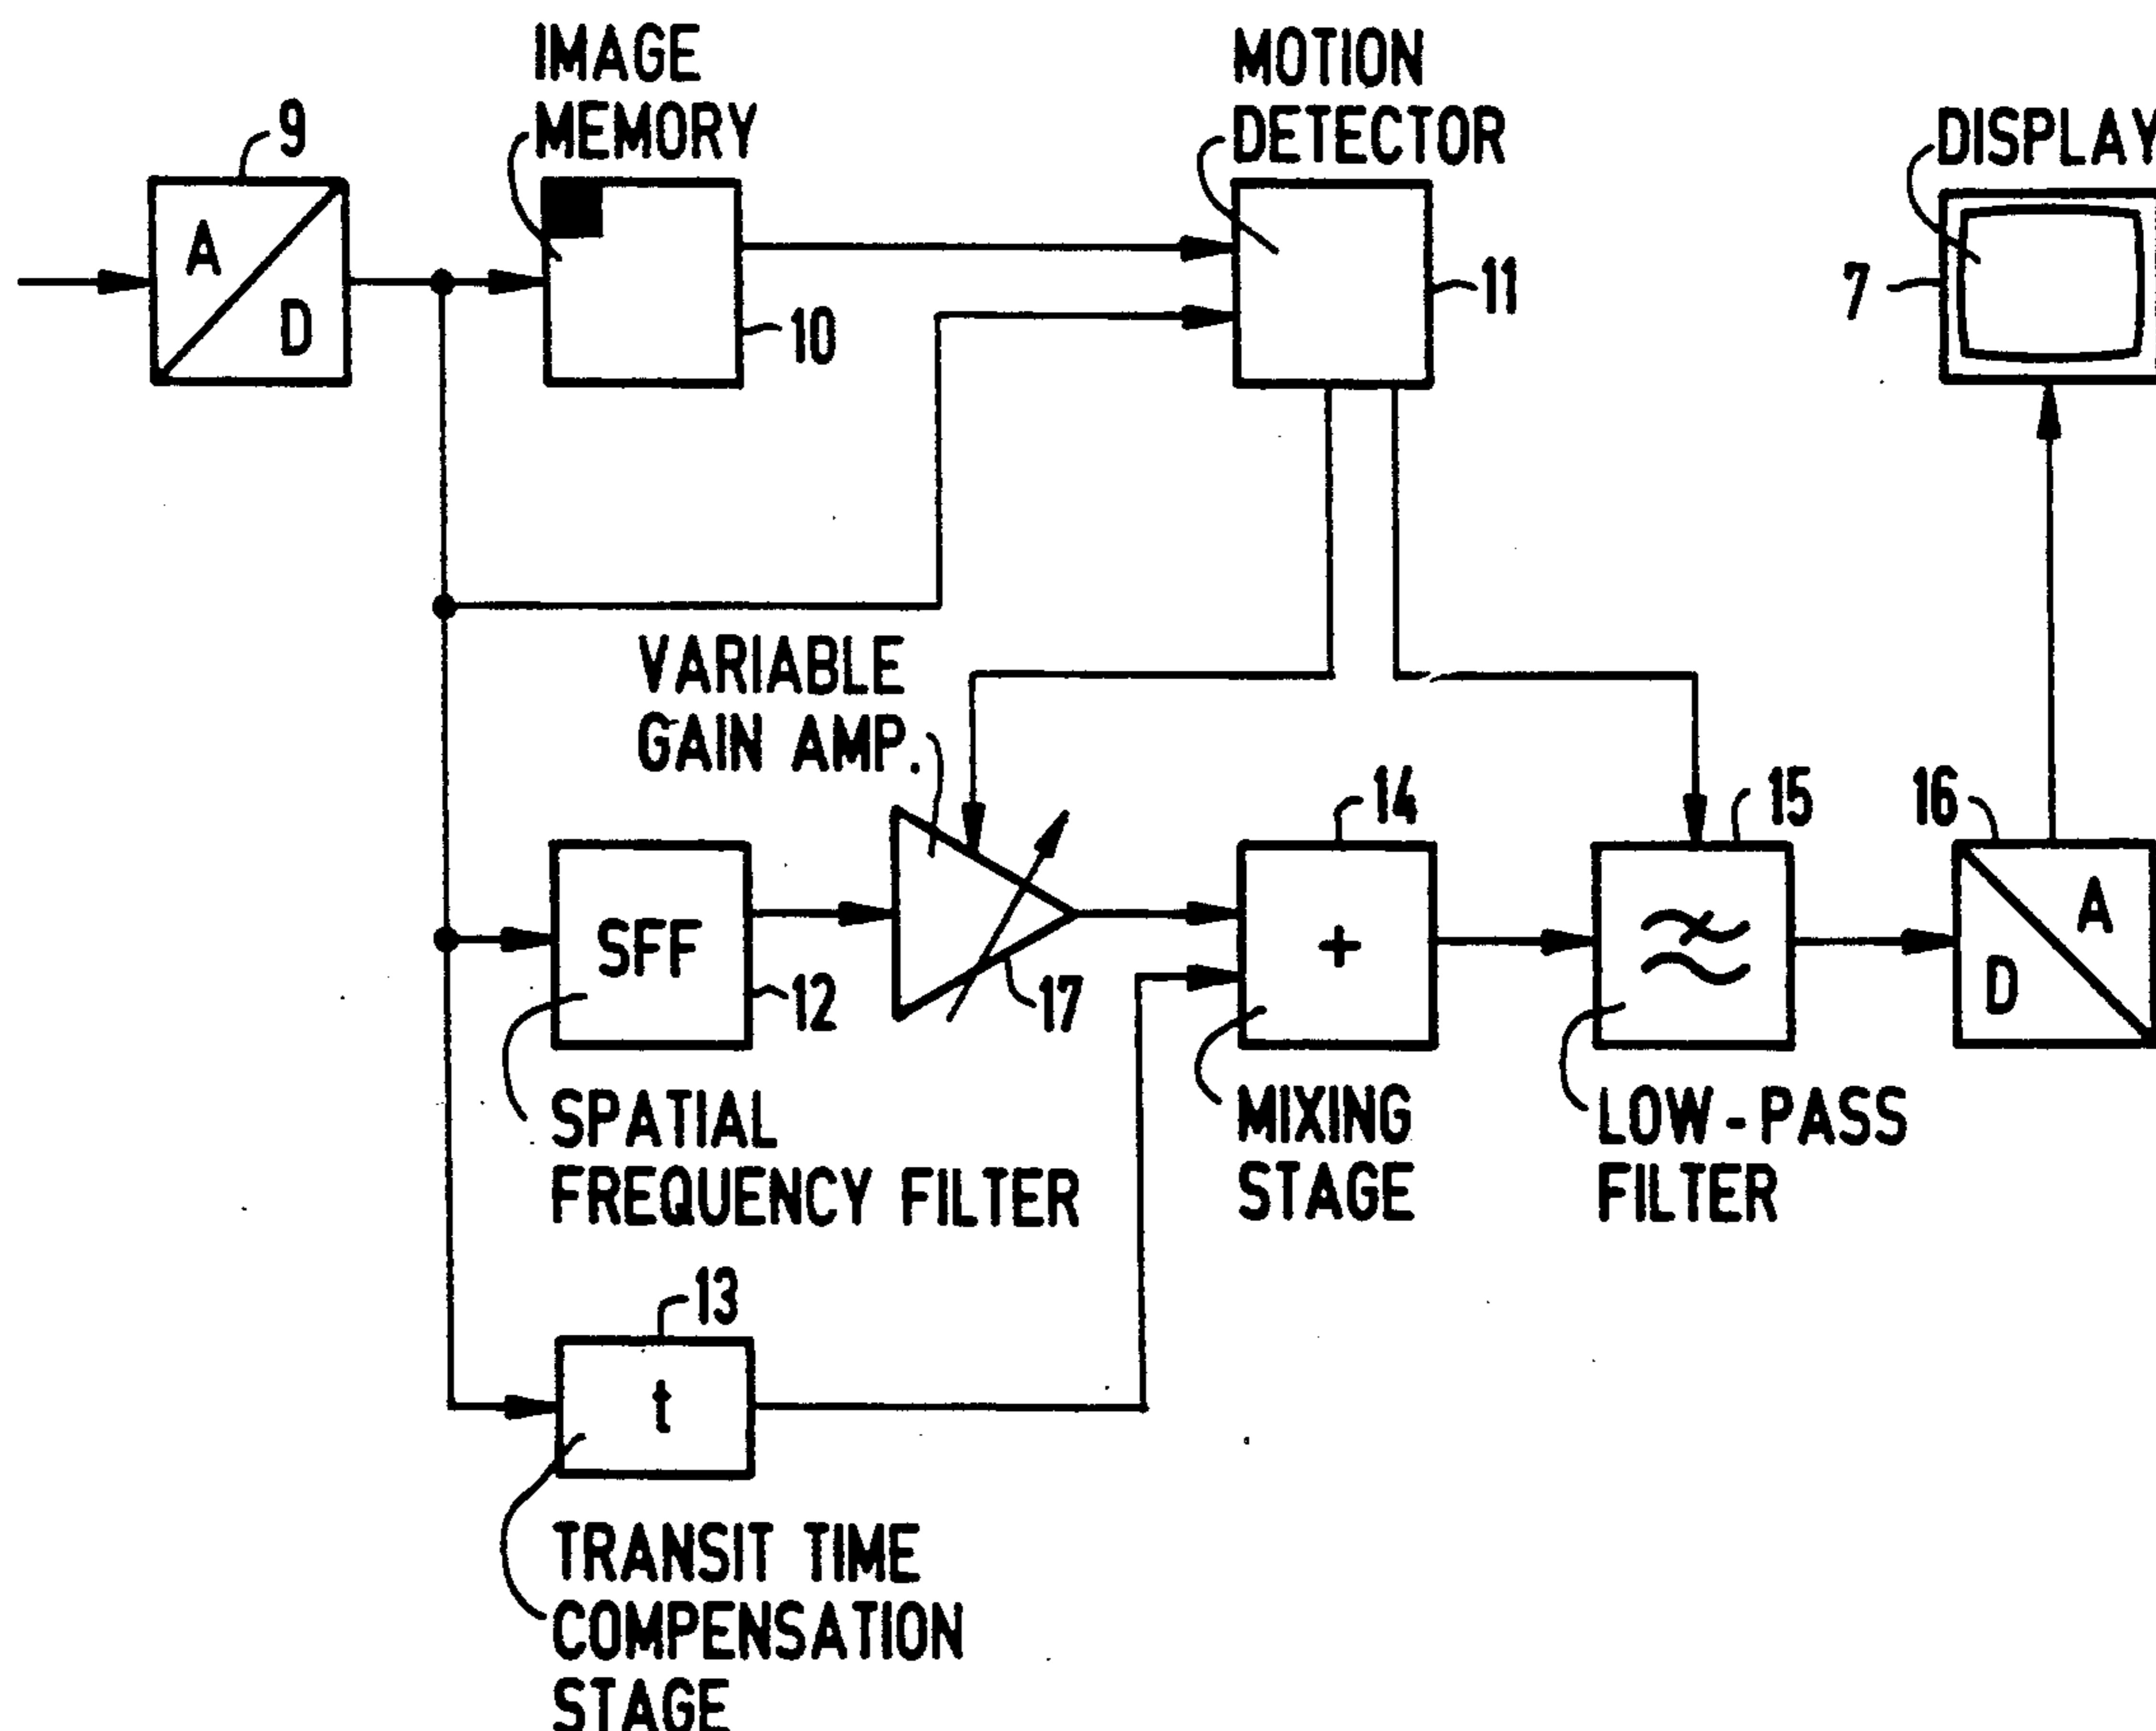 IMAGE
MEMORY
MOTION
DETECTOR
DISPLAY
9
A
D
10
11
7
VARIABLE
GAIN AMP.
14
15
16
SFF
12
17
+
D
A
SPATIAL
FREQUENCY FILTER
MIXING
STAGE
LOW-PASS
FILTER
13
t
TRANSIT TIME
COMPENSATION
STAGE